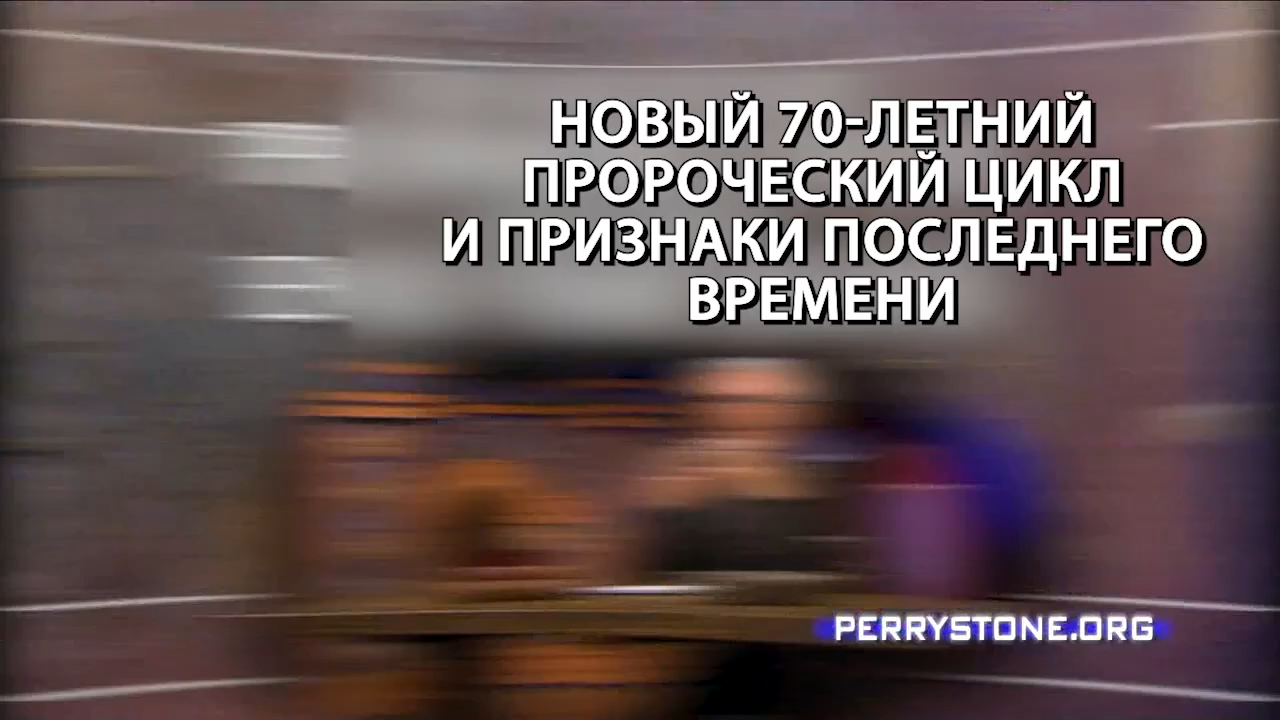 НОВЫЙ 70-ЛЕТНИЙ
ПРОРОЧЕСКИЙ ЦИКЛ
И ПРИЗНАКИ ПОСЛЕДНЕГО
ВРЕМЕНИ
PERRYSTONE.ORG